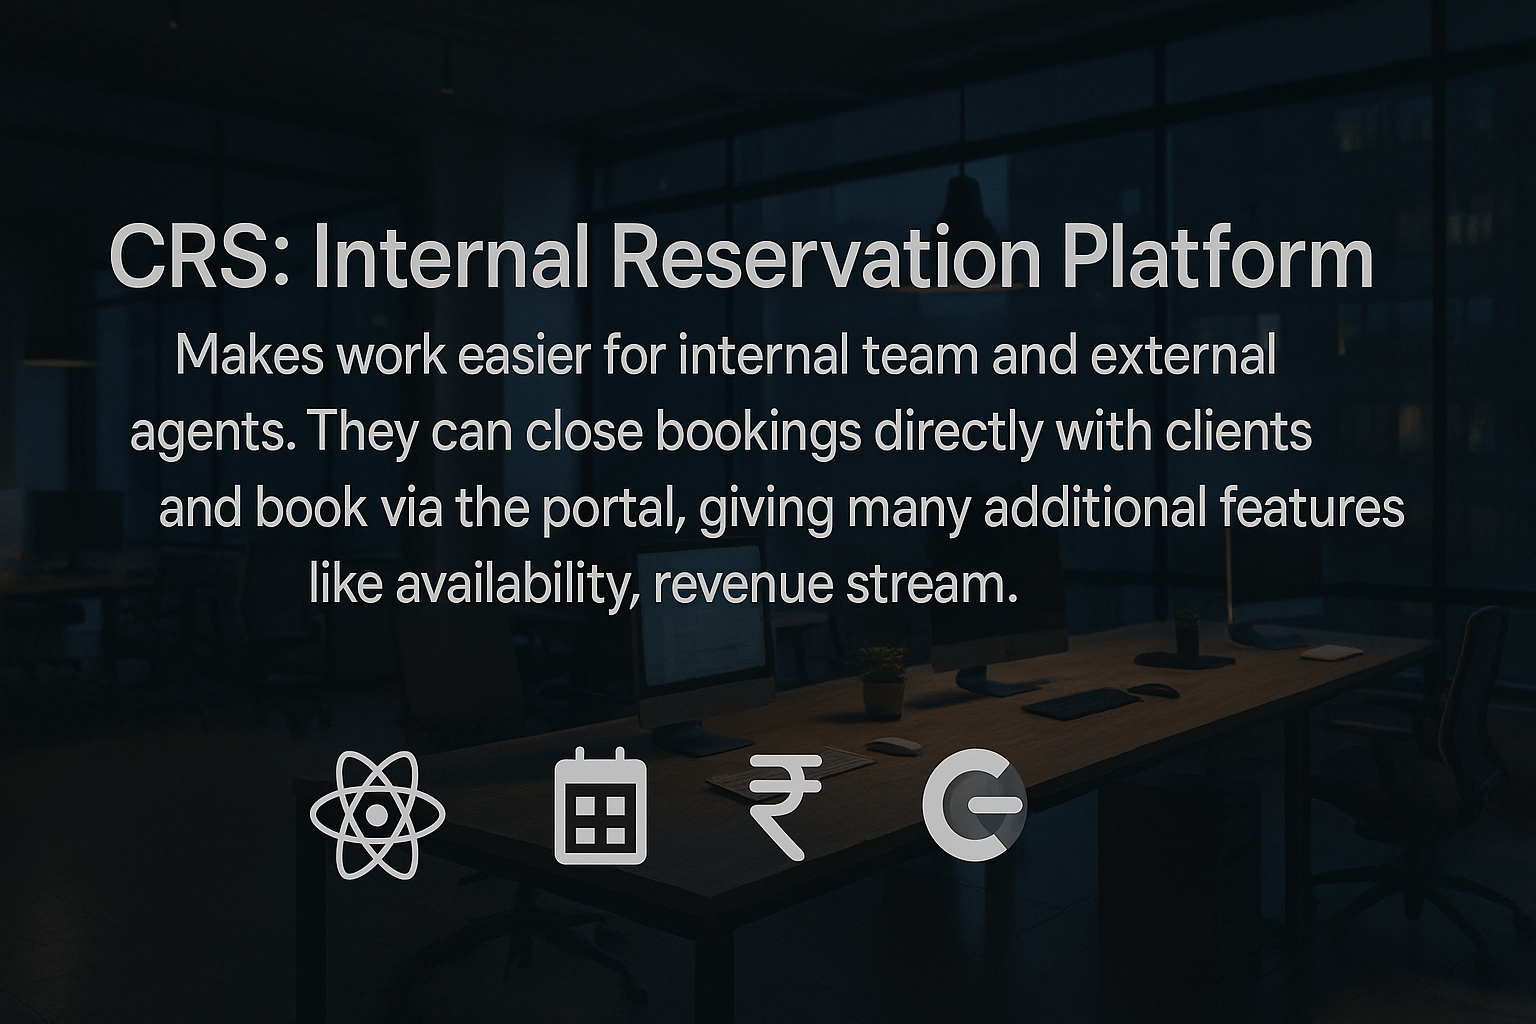 CRS: Internal Reservation Platform
Makes work easier for internal team and external
agents. They can close bookings directly with clients
and book via the portal, giving many additional features
like availability, revenue stream.